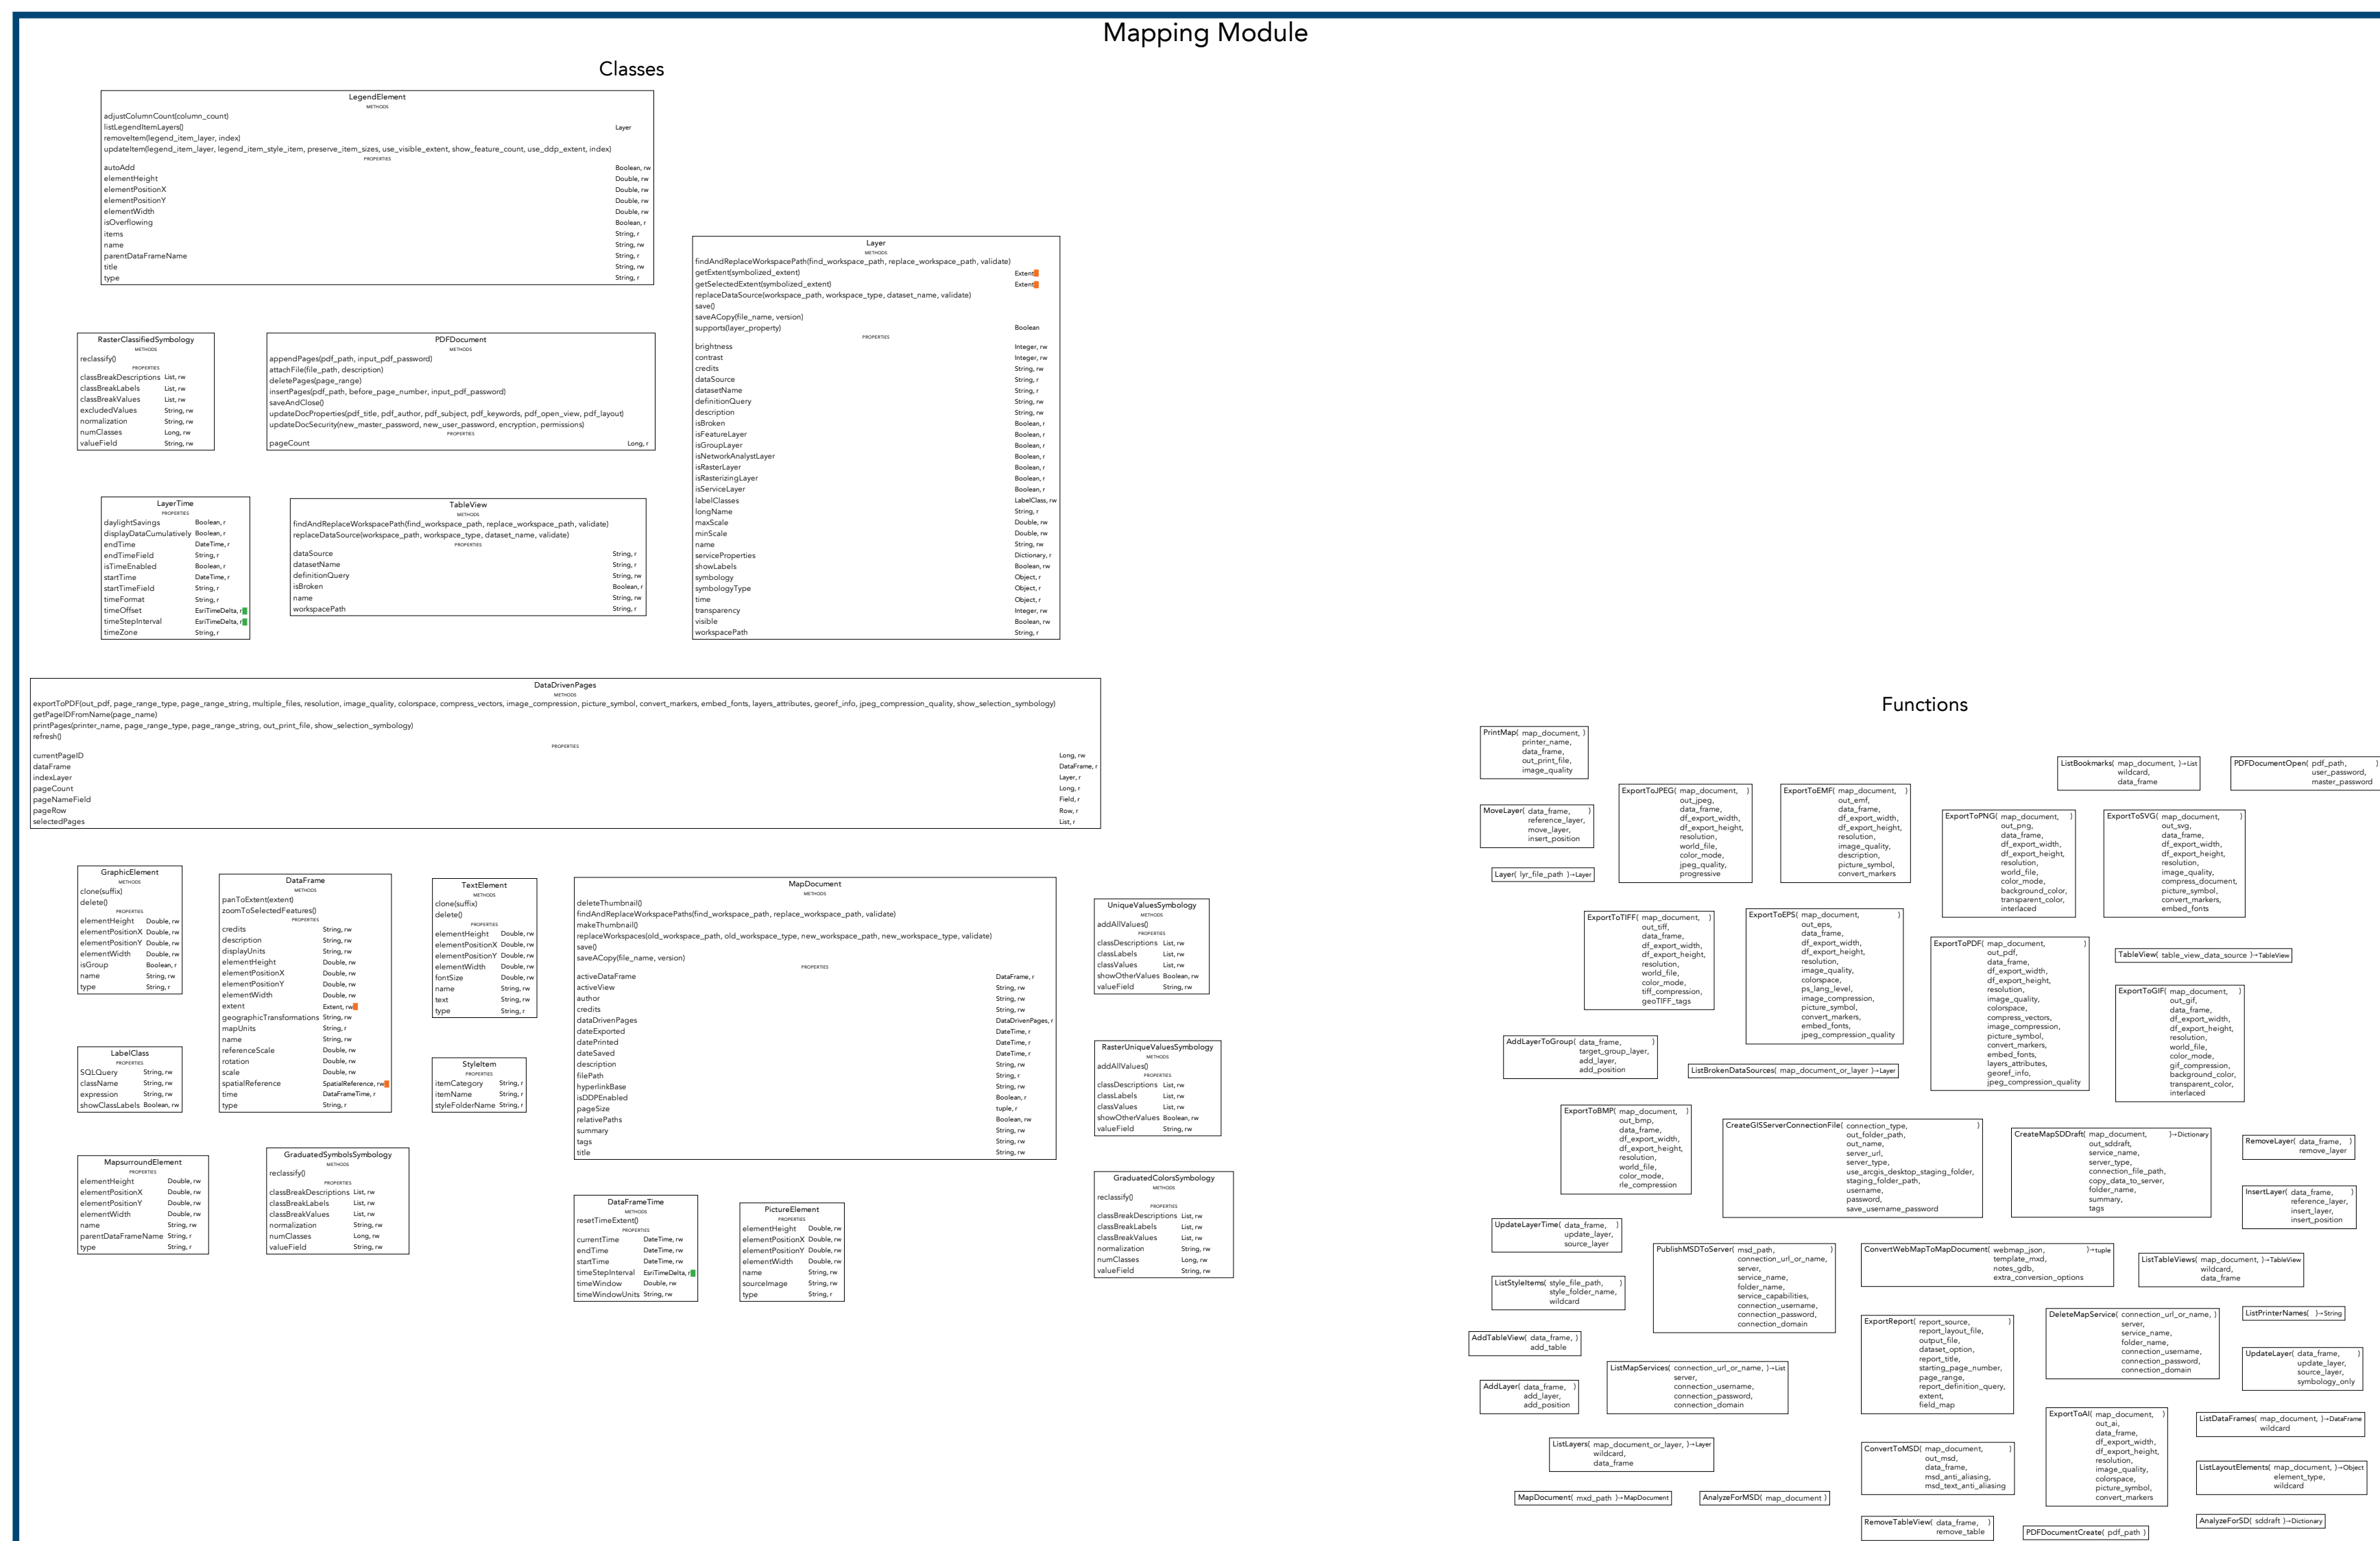 Mapping Module
Classes
LegendElement
METHODS
adjustColumnCount(column_count)
listLegendItemLayers() Layer
removeItem(legend_item_layer, index)
updateItem(legend_item_layer, legend_item_style_item, preserve_item_sizes, use_visible_extent, show_feature_count, use_ddp_extent, index)
PROPERTIES
autoAdd Boolean, rw
elementHeight Double, rw
elementPositionX Double, rw
elementPositionY Double, rw
elementWidth Double, rw
isOverflowing Boolean, r
items String, r
name String, rw
parentDataFrameName String, r
title String, rw
type String, r
Layer
METHODS
findAndReplaceWorkspacePath(find_workspace_path, replace_workspace_path, validate)
getExtent(symbolized_extent) Extent
getSelectedExtent(symbolized_extent) Extent
replaceDataSource(workspace_path, workspace_type, dataset_name, validate)
save()
saveACopy(file_name, version)
supports(layer_property) Boolean
PROPERTIES
brightness Integer, rw
contrast Integer, rw
credits String, rw
dataSource String, r
datasetName String, r
definitionQuery String, rw
description String, rw
isBroken Boolean, r
isFeatureLayer Boolean, r
isGroupLayer Boolean, r
isNetworkAnalystLayer Boolean, r
isRasterLayer Boolean, r
isRasterizingLayer Boolean, r
isServiceLayer Boolean, r
labelClasses LabelClass, rw
longName String, r
maxScale Double, rw
minScale Double, rw
name String, rw
serviceProperties Dictionary, r
showLabels Boolean, rw
symbology Object, r
symbologyType Object, r
time Object, r
transparency Integer, rw
visible Boolean, rw
workspacePath String, r
RasterClassifiedSymbology
METHODS
reclassify()
PROPERTIES
classBreakDescriptions List, rw
classBreakLabels List, rw
classBreakValues List, rw
excludedValues String, rw
normalization String, rw
numClasses Long, rw
valueField String, rw
PDFDocument
METHODS
appendPages(pdf_path, input_pdf_password)
attachFile(file_path, description)
deletePages(page_range)
insertPages(pdf_path, before_page_number, input_pdf_password)
saveAndClose()
updateDocProperties(pdf_title, pdf_author, pdf_subject, pdf_keywords, pdf_open_view, pdf_layout)
updateDocSecurity(new_master_password, new_user_password, encryption, permissions)
PROPERTIES
pageCount Long, r
LayerTime
PROPERTIES
daylightSavings Boolean, r
displayDataCumulatively Boolean, r
endTime DateTime, r
endTimeField String, r
isTimeEnabled Boolean, r
startTime DateTime, r
startTimeField String, r
timeFormat String, r
timeOffset EsriTimeDelta, r
timeStepInterval EsriTimeDelta, r
timeZone String, r
TableView
METHODS
findAndReplaceWorkspacePath(find_workspace_path, replace_workspace_path, validate)
replaceDataSource(workspace_path, workspace_type, dataset_name, validate)
PROPERTIES
dataSource String, r
datasetName String, r
definitionQuery String, rw
isBroken Boolean, r
name String, rw
workspacePath String, r
DataDrivenPages
METHODS
exportToPDF(out_pdf, page_range_type, page_range_string, multiple_files, resolution, image_quality, colorspace, compress_vectors, image_compression, picture_symbol, convert_markers, embed_fonts, layers_attributes, georef_info, jpeg_compression_quality, show_selection_symbology)
getPageIDFromName(page_name)
printPages(printer_name, page_range_type, page_range_string, out_print_file, show_selection_symbology)
refresh()
PROPERTIES
currentPageID Long, rw
dataFrame DataFrame, r
indexLayer Layer, r
pageCount Long, r
pageNameField Field, r
pageRow Row, r
selectedPages List, r
GraphicElement
METHODS
clone(suffix)
delete()
PROPERTIES
elementHeight Double, rw
elementPositionX Double, rw
elementPositionY Double, rw
elementWidth Double, rw
isGroup Boolean, r
name String, rw
type String, r
DataFrame
METHODS
panToExtent(extent)
zoomToSelectedFeatures()
PROPERTIES
credits String, rw
description String, rw
displayUnits String, rw
elementHeight Double, rw
elementPositionX Double, rw
elementPositionY Double, rw
elementWidth Double, rw
extent Extent, rw
geographicTransformations String, rw
mapUnits String, r
name String, rw
referenceScale Double, rw
rotation Double, rw
scale Double, rw
spatialReference SpatialReference, rw
time DataFrameTime, r
type String, r
TextElement
METHODS
clone(suffix)
delete()
PROPERTIES
elementHeight Double, rw
elementPositionX Double, rw
elementPositionY Double, rw
elementWidth Double, rw
fontSize Double, rw
name String, rw
text String, rw
type String, r
MapDocument
METHODS
deleteThumbnail()
findAndReplaceWorkspacePaths(find_workspace_path, replace_workspace_path, validate)
makeThumbnail()
replaceWorkspaces(old_workspace_path, old_workspace_type, new_workspace_path, new_workspace_type, validate)
save()
saveACopy(file_name, version)
PROPERTIES
activeDataFrame DataFrame, r
activeView String, rw
author String, rw
credits String, rw
dataDrivenPages DataDrivenPages, r
dateExported DateTime, r
datePrinted DateTime, r
dateSaved DateTime, r
description String, rw
filePath String, r
hyperlinkBase String, rw
isDDPEnabled Boolean, r
pageSize tuple, r
relativePaths Boolean, rw
summary String, rw
tags String, rw
title String, rw
UniqueValuesSymbology
METHODS
addAllValues()
PROPERTIES
classDescriptions List, rw
classLabels List, rw
classValues List, rw
showOtherValues Boolean, rw
valueField String, rw
LabelClass
PROPERTIES
SQLQuery String, rw
className String, rw
expression String, rw
showClassLabels Boolean, rw
StyleItem
PROPERTIES
itemCategory String, r
itemName String, r
styleFolderName String, r
RasterUniqueValuesSymbology
METHODS
addAllValues()
PROPERTIES
classDescriptions List, rw
classLabels List, rw
classValues List, rw
showOtherValues Boolean, rw
valueField String, rw
MapsurroundElement
PROPERTIES
elementHeight Double, rw
elementPositionX Double, rw
elementPositionY Double, rw
elementWidth Double, rw
name String, rw
parentDataFrameName String, r
type String, r
GraduatedSymbolsSymbology
METHODS
reclassify()
PROPERTIES
classBreakDescriptions List, rw
classBreakLabels List, rw
classBreakValues List, rw
normalization String, rw
numClasses Long, rw
valueField String, rw
DataFrameTime
METHODS
resetTimeExtent()
PROPERTIES
currentTime DateTime, rw
endTime DateTime, rw
startTime DateTime, rw
timeStepInterval EsriTimeDelta, r
timeWindow Double, rw
timeWindowUnits String, rw
PictureElement
PROPERTIES
elementHeight Double, rw
elementPositionX Double, rw
elementPositionY Double, rw
elementWidth Double, rw
name String, rw
sourceImage String, rw
type String, r
GraduatedColorsSymbology
METHODS
reclassify()
PROPERTIES
classBreakDescriptions List, rw
classBreakLabels List, rw
classBreakValues List, rw
normalization String, rw
numClasses Long, rw
valueField String, rw
Functions
PrintMap( map_document, )
printer_name,
data_frame,
out_print_file,
image_quality
ListBookmarks( map_document, )→List
wildcard,
data_frame
PDFDocumentOpen( pdf_path, )
user_password,
master_password
MoveLayer( data_frame, )
reference_layer,
move_layer,
insert_position
ExportToJPEG( map_document, )
out_jpeg,
data_frame,
df_export_width,
df_export_height,
resolution,
world_file,
color_mode,
jpeg_quality,
progressive
ExportToEMF( map_document, )
out_emf,
data_frame,
df_export_width,
df_export_height,
resolution,
image_quality,
description,
picture_symbol,
convert_markers
ExportToPNG( map_document, )
out_png,
data_frame,
df_export_width,
df_export_height,
resolution,
world_file,
color_mode,
background_color,
transparent_color,
interlaced
ExportToSVG( map_document, )
out_svg,
data_frame,
df_export_width,
df_export_height,
resolution,
image_quality,
compress_document,
picture_symbol,
convert_markers,
embed_fonts
Layer( lyr_file_path )→Layer
ExportToTIFF( map_document, )
out_tiff,
data_frame,
df_export_width,
df_export_height,
resolution,
world_file,
color_mode,
tiff_compression,
geoTIFF_tags
ExportToEPS( map_document, )
out_eps,
data_frame,
df_export_width,
df_export_height,
resolution,
image_quality,
colorspace,
ps_lang_level,
image_compression,
picture_symbol,
convert_markers,
embed_fonts,
jpeg_compression_quality
ExportToPDF( map_document, )
out_pdf,
data_frame,
df_export_width,
df_export_height,
resolution,
image_quality,
colorspace,
compress_vectors,
image_compression,
picture_symbol,
convert_markers,
embed_fonts,
layers_attributes,
georef_info,
jpeg_compression_quality
TableView( table_view_data_source )→TableView
ExportToGIF( map_document, )
out_gif,
data_frame,
df_export_width,
df_export_height,
resolution,
world_file,
color_mode,
gif_compression,
background_color,
transparent_color,
interlaced
AddLayerToGroup( data_frame, )
target_group_layer,
add_layer,
add_position
ListBrokenDataSources( map_document_or_layer )→Layer
ExportToBMP( map_document, )
out_bmp,
data_frame,
df_export_width,
df_export_height,
resolution,
world_file,
color_mode,
rle_compression
CreateGISServerConnectionFile( connection_type, )
out_folder_path,
out_name,
server_url,
server_type,
use_arcgis_desktop_staging_folder,
staging_folder_path,
username,
password,
save_username_password
CreateMapSDDraft( map_document, )→Dictionary
out_sddraft,
service_name,
server_type,
connection_file_path,
copy_data_to_server,
folder_name,
summary,
tags
RemoveLayer( data_frame, )
remove_layer
InsertLayer( data_frame, )
reference_layer,
insert_layer,
insert_position
UpdateLayerTime( data_frame, )
update_layer,
source_layer
PublishMSDToServer( msd_path, )
connection_url_or_name,
server,
service_name,
folder_name,
service_capabilities,
connection_username,
connection_password,
connection_domain
ConvertWebMapToMapDocument( webmap_json, )→tuple
template_mxd,
notes_gdb,
extra_conversion_options
ListTableViews( map_document, )→TableView
wildcard,
data_frame
ListStyleItems( style_file_path, )
style_folder_name,
wildcard
ExportReport( report_source, )
report_layout_file,
output_file,
dataset_option,
report_title,
starting_page_number,
page_range,
report_definition_query,
extent,
field_map
DeleteMapService( connection_url_or_name, )
server,
service_name,
folder_name,
connection_username,
connection_password,
connection_domain
ListPrinterNames( )→String
AddTableView( data_frame, )
add_table
UpdateLayer( data_frame, )
update_layer,
source_layer,
symbology_only
ListMapServices( connection_url_or_name, )→List
server,
connection_username,
connection_password,
connection_domain
AddLayer( data_frame, )
add_layer,
add_position
ExportToAI( map_document, )
out_ai,
data_frame,
df_export_width,
df_export_height,
resolution,
image_quality,
colorspace,
picture_symbol,
convert_markers
ListDataFrames( map_document, )→DataFrame
wildcard
ListLayers( map_document_or_layer, )→Layer
wildcard,
data_frame
ConvertToMSD( map_document, )
out_msd,
data_frame,
msd_anti_aliasing,
msd_text_anti_aliasing
ListLayoutElements( map_document, )→Object
element_type,
wildcard
MapDocument( mxd_path )→MapDocument
AnalyzeForMSD( map_document )
RemoveTableView( data_frame, )
remove_table
PDFDocumentCreate( pdf_path )
AnalyzeForSD( sddraft )→Dictionary